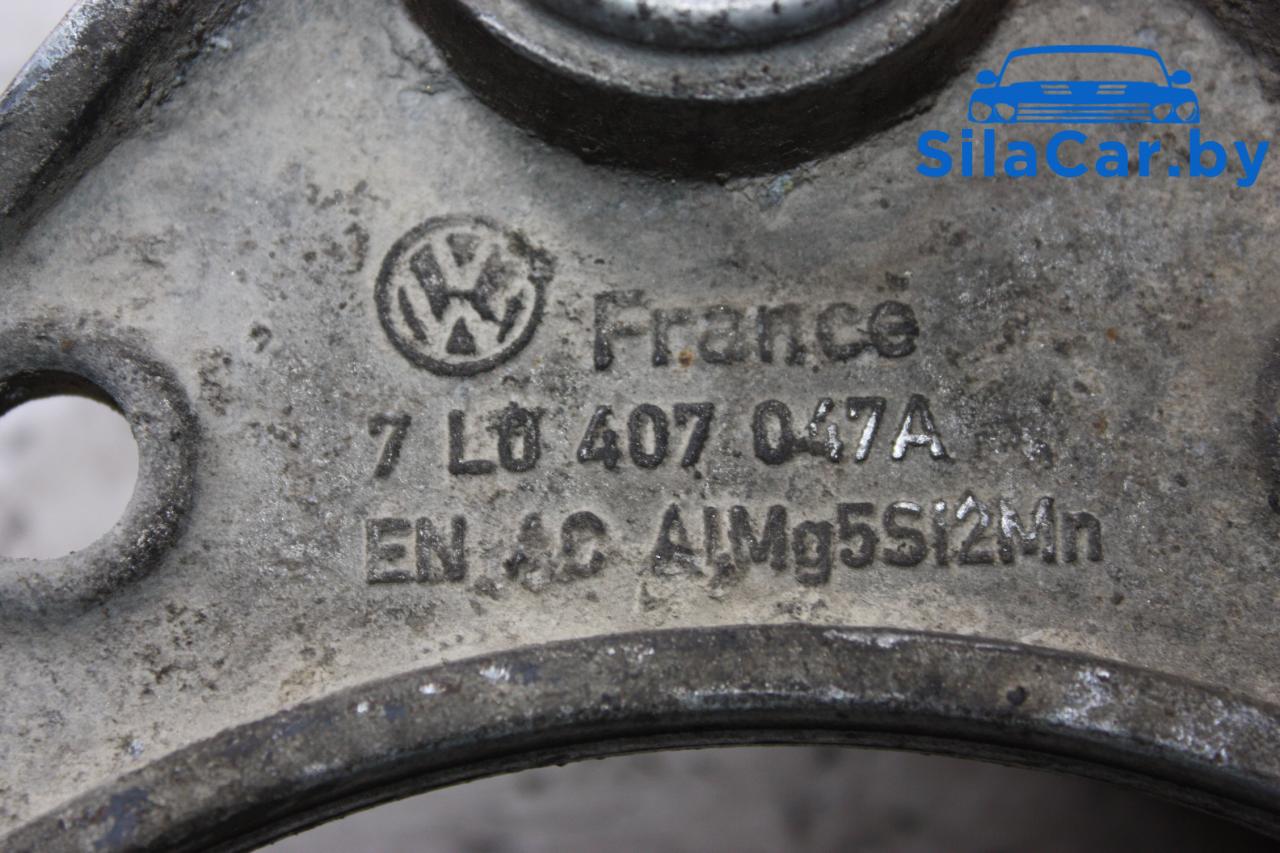 SilaCar.by
France
7 L0 407 047A
EN AC AlMg5Si2Mn